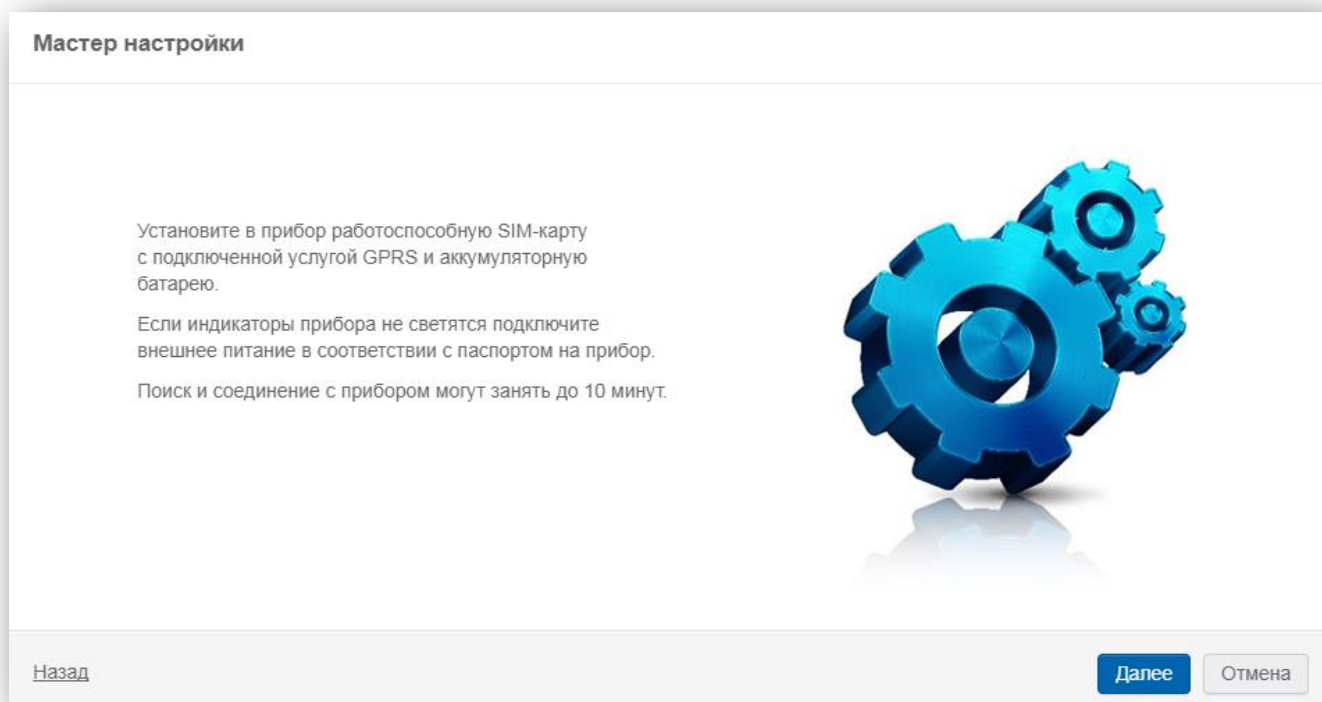 Мастер настройки
Установите в прибор работоспособную SIM-карту
с подключенной услугой GPRS и аккумуляторную
батарею.
Если индикаторы прибора не светятся подключите
внешнее питание в соответствии с паспортом на прибор.
Поиск и соединение с прибором могут занять до 10 минут.
Назад
Далее
Отмена